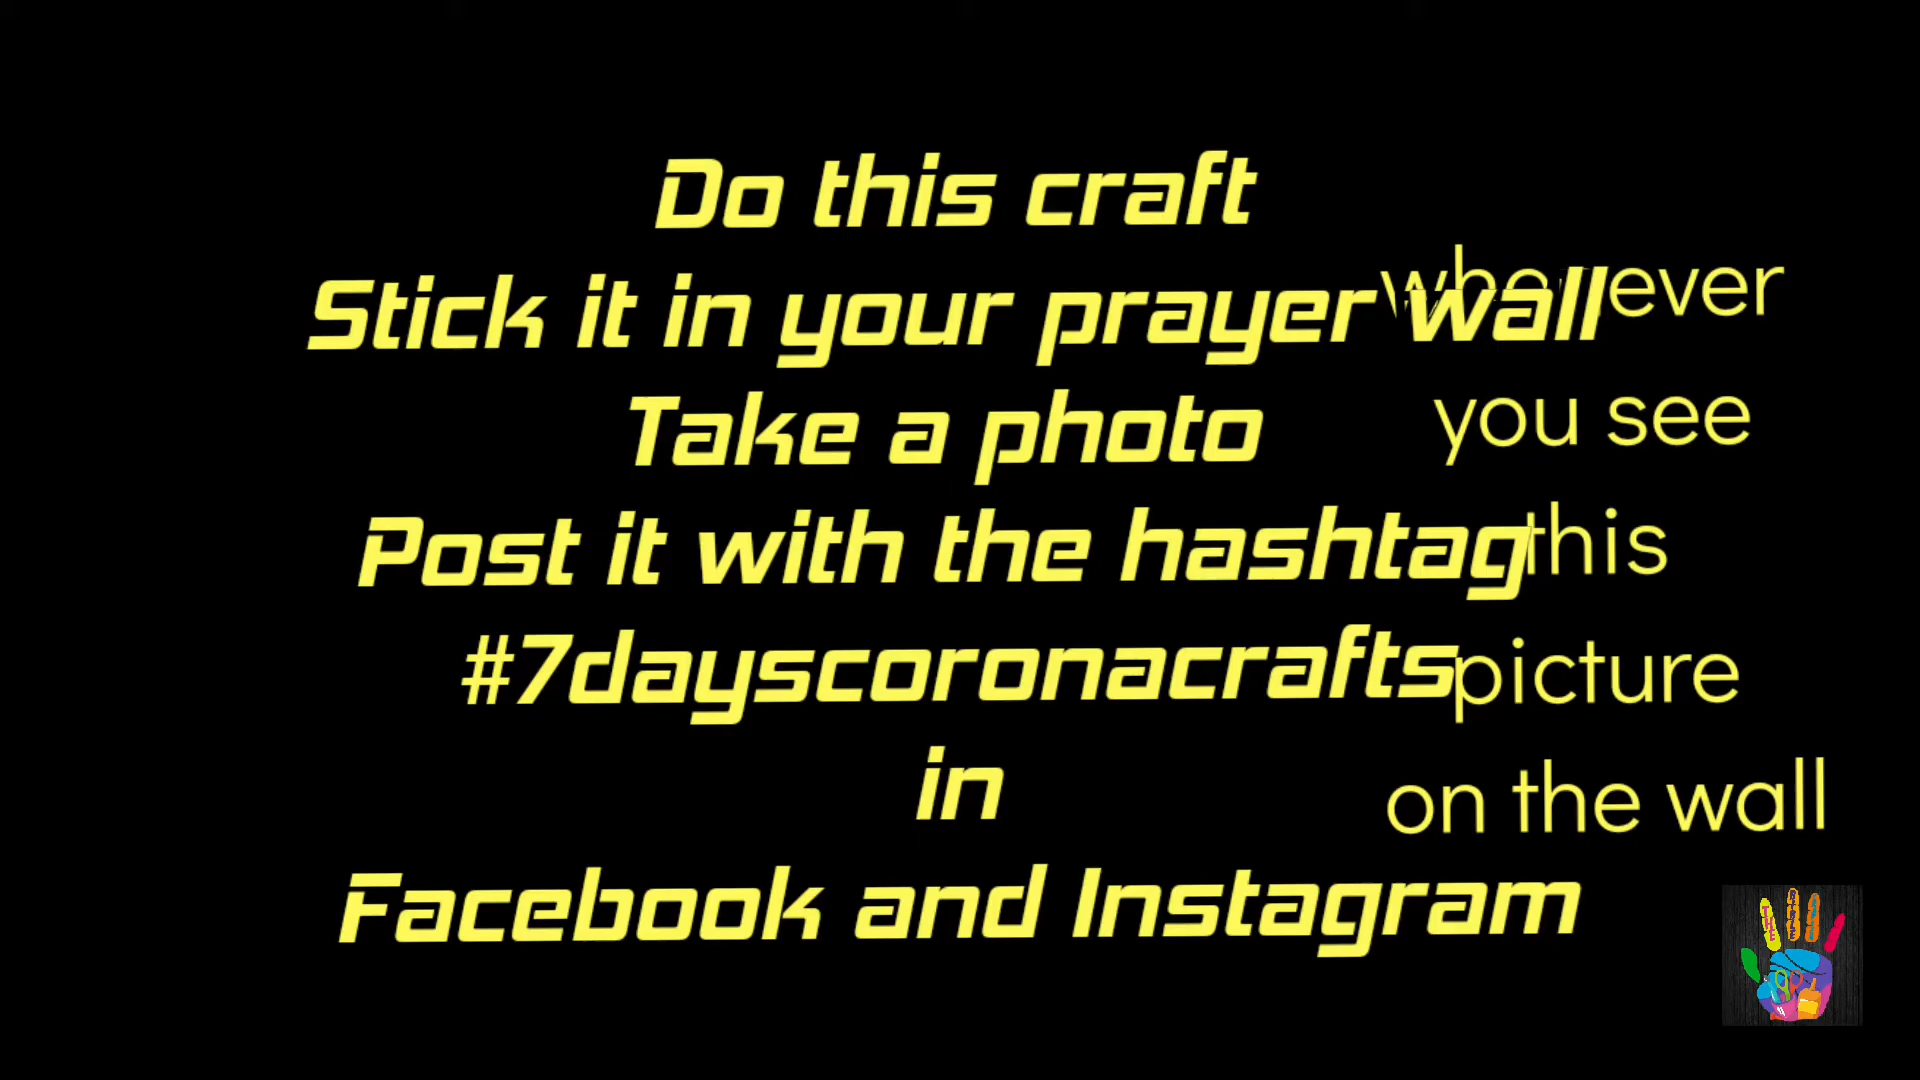 Do this craft
Stick it in your prayer wall
Take a photo
Post it with the hashtag
#7dayscoronacrafts
in
Facebook and Instagram
whenever
you see
this
picture
on the wall